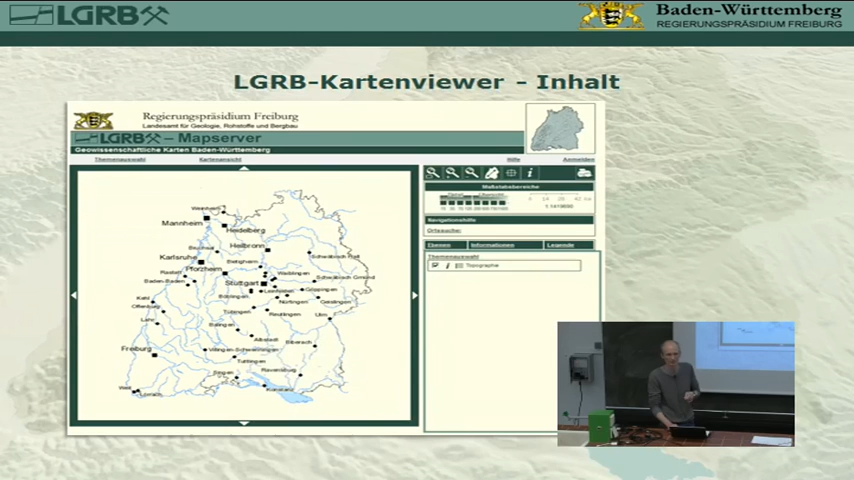 LGRB
Baden-Württemberg
REGIERUNGSPRÄSIDIUM FREIBURG
LGRB-Kartenviewer - Inhalt
Regierungspräsidium Freiburg
Landesamt für Geologie, Rohstoffe und Bergbau
LGRB – Mapserver
Geowissenschaftliche Karten Baden-Württemberg
Themenauswahl
Kartenansicht
Hilfe
Anmelden
Maßstabsbereiche
Navigationshilfe
Ortssuche:
Ebenen
Informationen
Legende
Themenauswahl
Topographie
Weinheim
Mannheim
Heidelberg
Heilbronn
Bruchsal
Karlsruhe
Bietigheim
Schwäbisch Hall
Pforzheim
Rastatt
Waiblingen
Baden-Baden
Stuttgart
Schwäbisch Gmünd
Böblingen
Göppingen
Kehl
Nürtingen
Geislingen
Offenburg
Tübingen
Reutlingen
Ulm
Lahr
Balingen
Albstadt
Biberach
Freiburg
Villingen-Schwenningen
Tuttlingen
Singen
Ravensburg
Weil
Lörrach
Konstanz